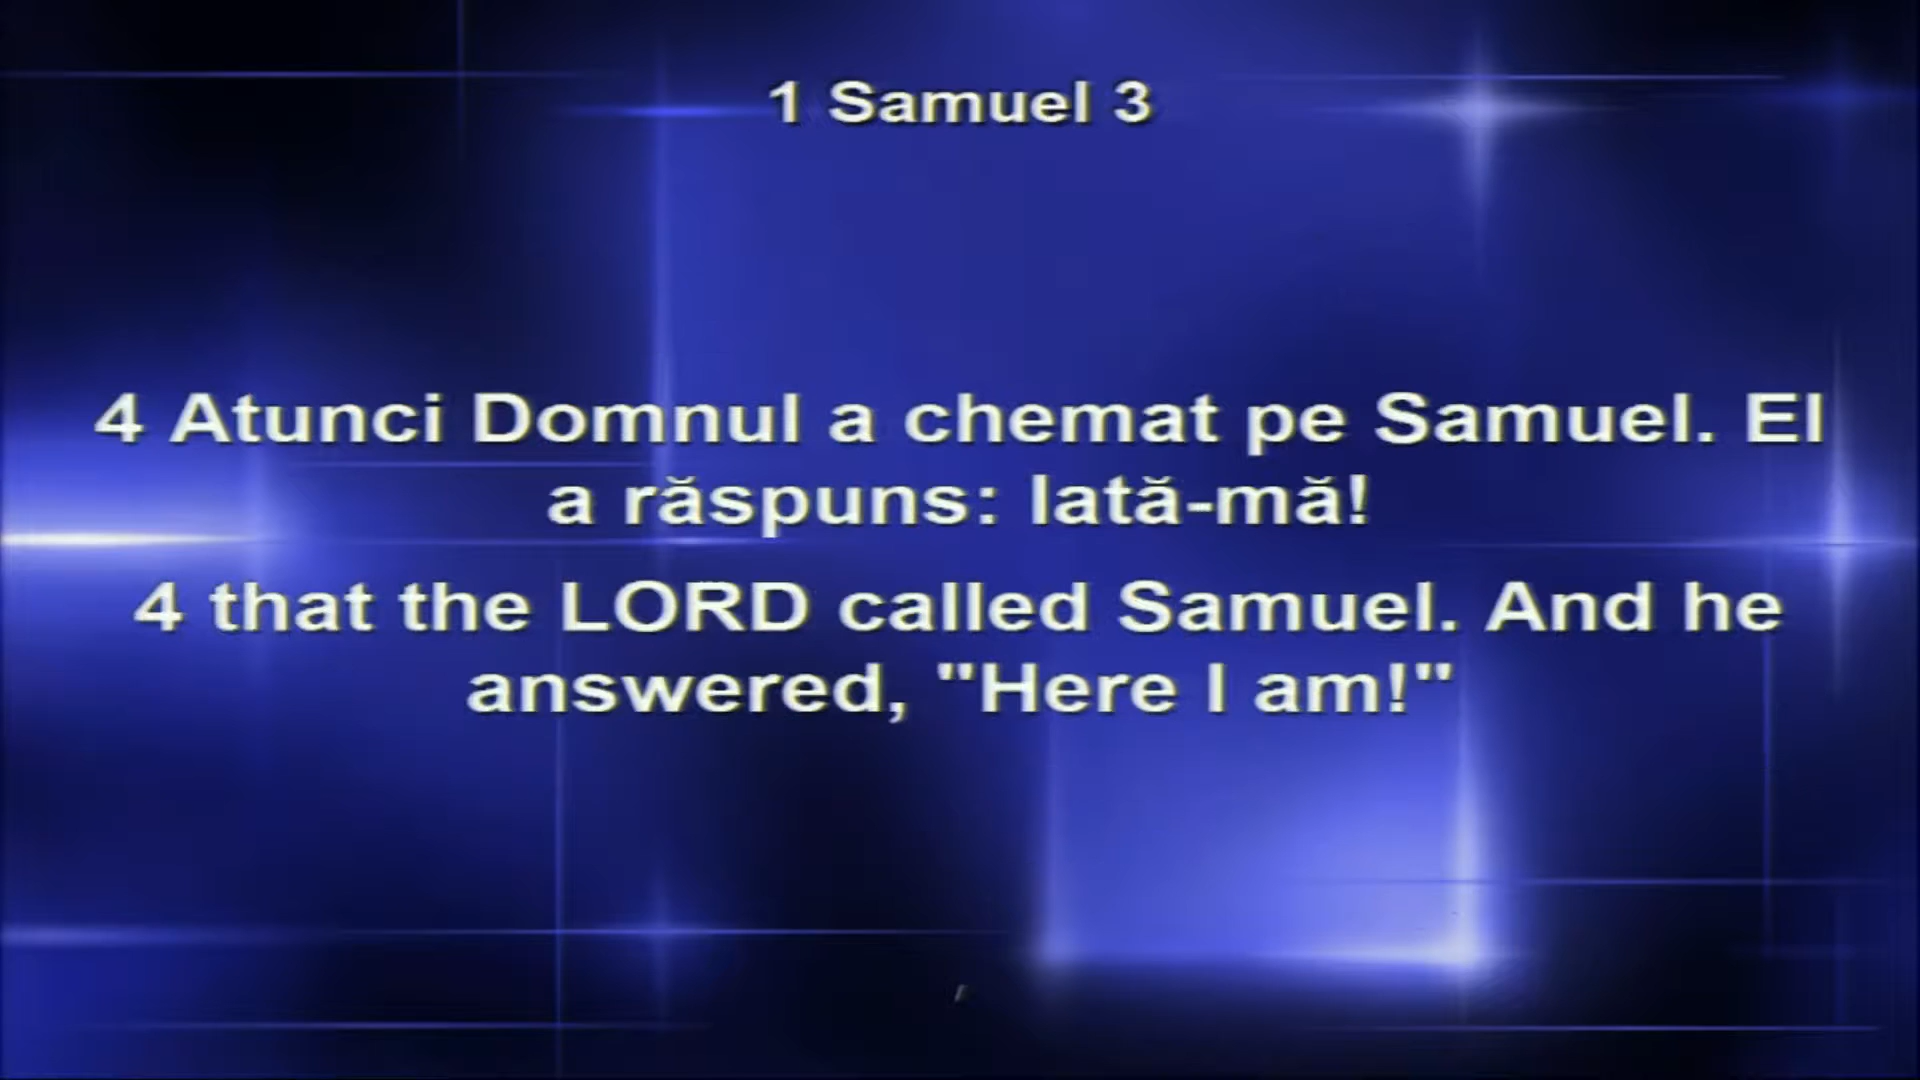 1 Samuel 3
4 Atunci Domnul a chemat pe Samuel. El
a răspuns: Iată-mă!
4 that the LORD called Samuel. And he
answered, "Here I am!"